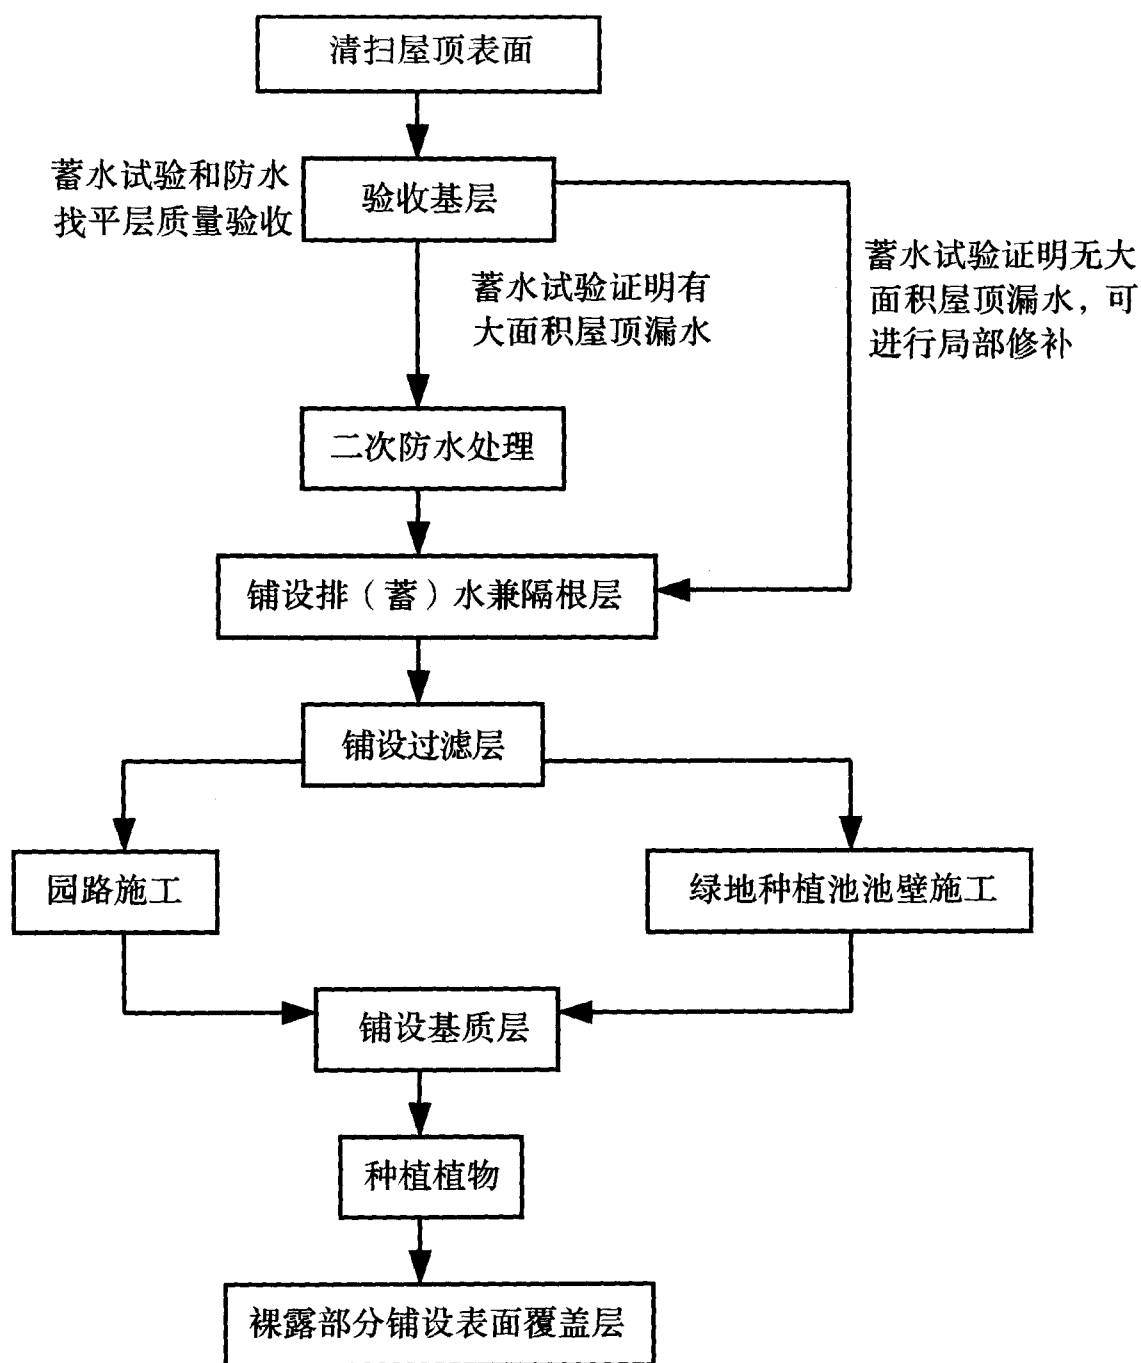 清扫屋顶表面
蓄水试验和防水
找平层质量验收
验收基层
蓄水试验证明有
大面积屋顶漏水
蓄水试验证明无大
面积屋顶漏水，可
进行局部修补
二次防水处理
铺设排（蓄）水兼隔根层
铺设过滤层
园路施工
绿地种植池池壁施工
铺设基质层
种植植物
裸露部分铺设表面覆盖层